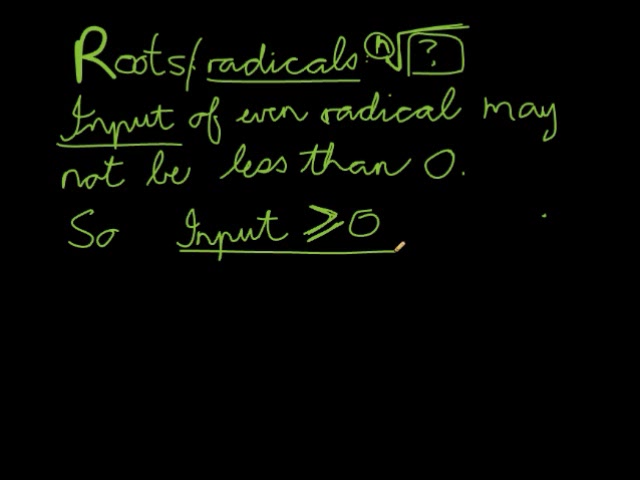 Roots/radicals: ⁿ√?
Input of even radical may
not be less than 0.
So Input ⩾ 0